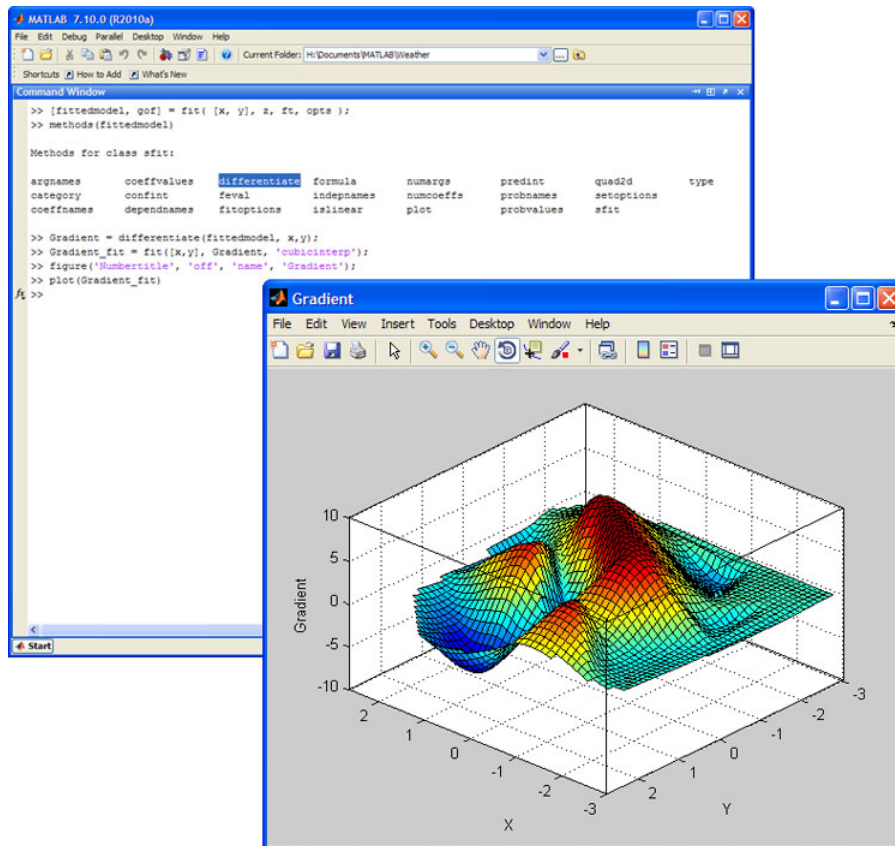 MATLAB 7.10.0 (R2010a)
File Edit Debug Parallel Desktop Window Help
Current Folder: H:\Documents\MATLAB\Weather
Shortcuts How to Add What's New
Command Window
>> [fittedmodel, gof] = fit( [x, y], z, ft, opts );
>> methods(fittedmodel)
Methods for class sfit:
argnames coeffvalues differentiate formula numargs predint quad2d type
category confint feval indepnames numcoeffs probnames setoptions
coeffnames dependnames fitoptions islinear plot probvalues sfit
>> Gradient = differentiate(fittedmodel, x,y);
>> Gradient_fit = fit([x,y], Gradient, 'cubicinterp');
>> figure('Numbertitle', 'off', 'name', 'Gradient');
>> plot(Gradient_fit)
fx >>
Start
Gradient
File Edit View Insert Tools Desktop Window Help
10
5
0
-5
-10
Gradient
2
1
0
-1
-2
-3
X
2
1
0
-1
-2
-3
Y